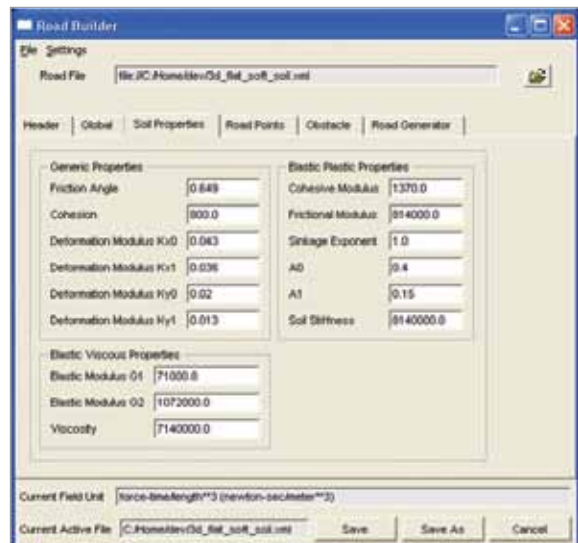 Road Builder
File Settings
Road File file://C:/Home/dev/3d_flat_soft_soil.xml
Header Global Soil Properties Road Points Obstacle Road Generator
Generic Properties
Friction Angle 0.649
Cohesion 800.0
Deformation Modulus Kx0 0.043
Deformation Modulus Kx1 0.036
Deformation Modulus Ky0 0.02
Deformation Modulus Ky1 0.013
Elastic Plastic Properties
Cohesive Modulus 1370.0
Frictional Modulus 814000.0
Sinkage Exponent 1.0
A0 0.4
A1 0.15
Soil Stiffness 8140000.0
Elastic Viscous Properties
Elastic Modulus G1 71000.0
Elastic Modulus G2 1072000.0
Viscosity 7140000.0
Current Field Unit force-time/length**3 (newton-sec/meter**3)
Current Active File C:/Home/dev/3d_flat_soft_soil.xml Save Save As Cancel